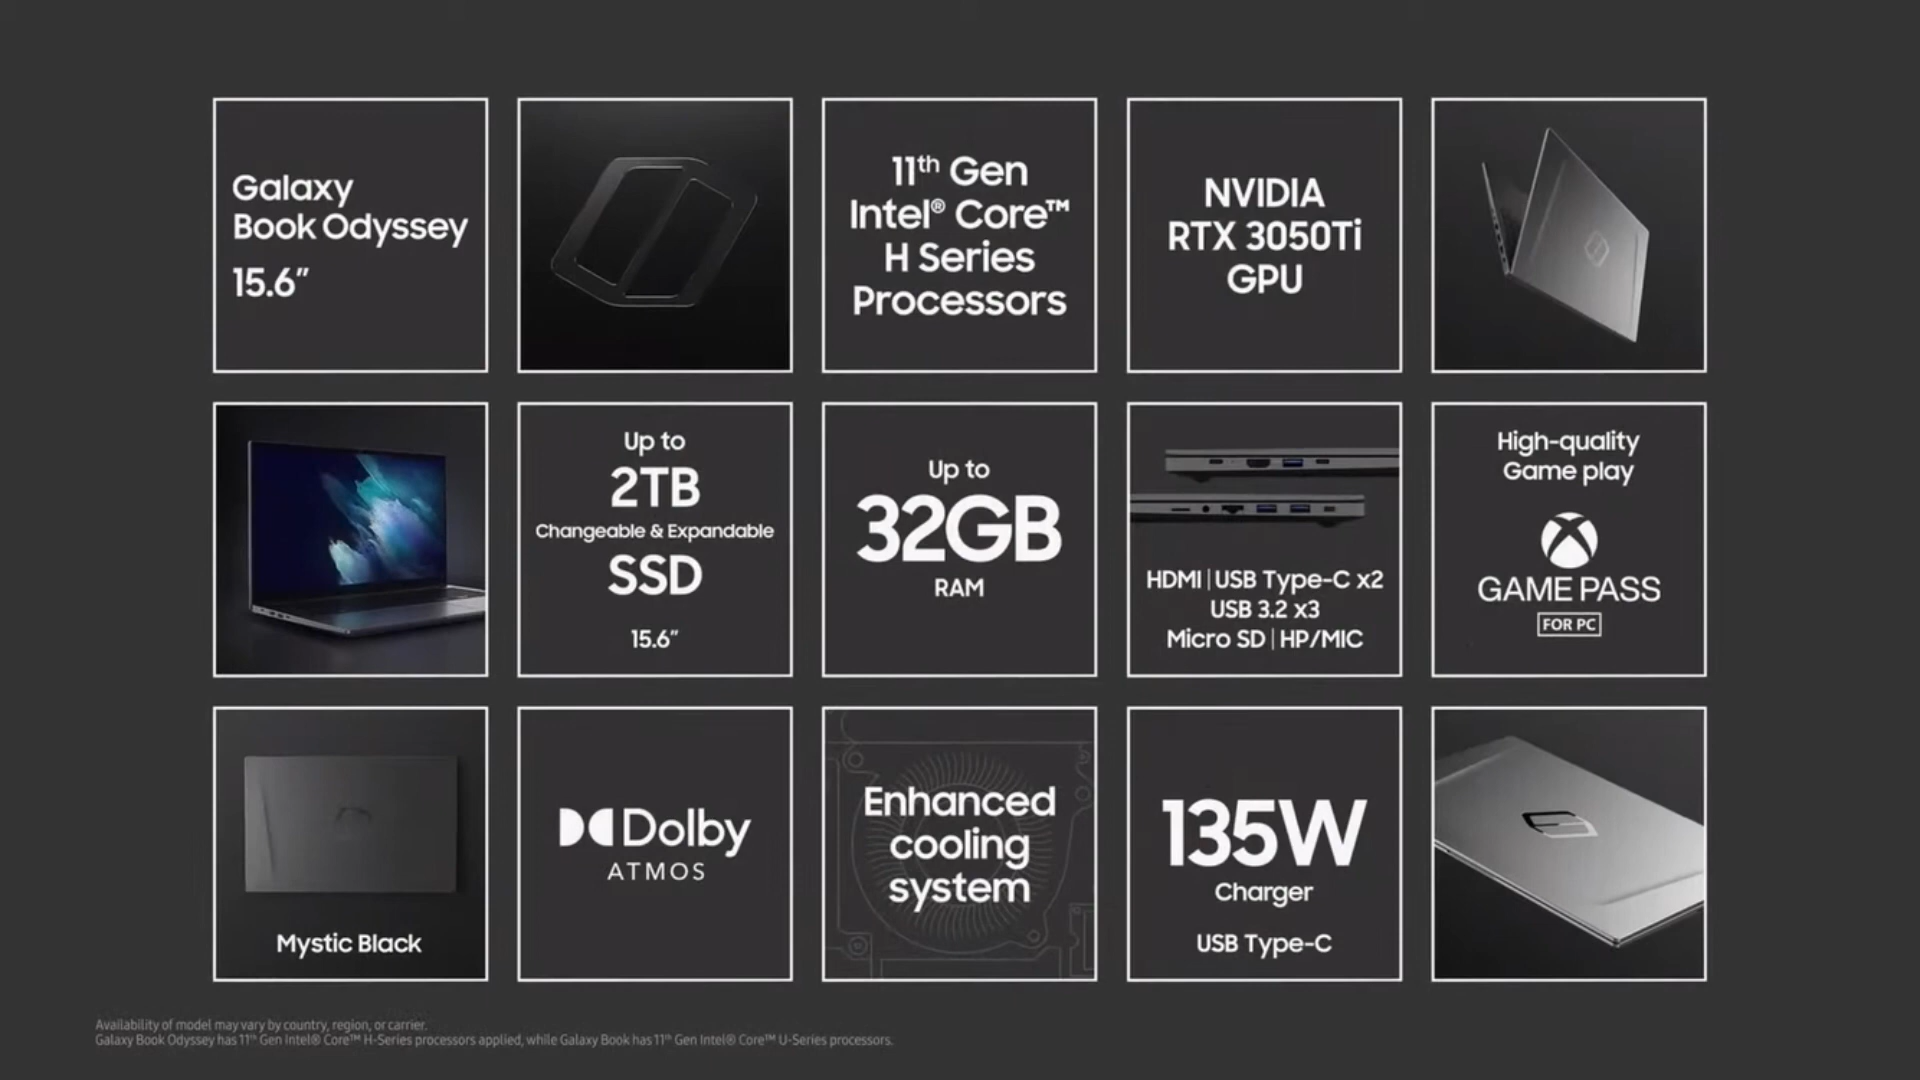 Galaxy
Book Odyssey
15.6”
11th Gen
Intel® Core™
H Series
Processors
NVIDIA
RTX 3050Ti
GPU
Up to
2TB
Changeable & Expandable
SSD
15.6”
Up to
32GB
RAM
HDMI | USB Type-C x2
USB 3.2 x3
Micro SD | HP/MIC
High-quality
Game play
GAME PASS
FOR PC
Mystic Black
Dolby
ATMOS
Enhanced
cooling
system
135W
Charger
USB Type-C
Availability of model may vary by country, region, or carrier.
Galaxy Book Odyssey has 11th Gen Intel® Core™ H-Series processors applied, while Galaxy Book has 11th Gen Intel® Core™ U-Series processors.